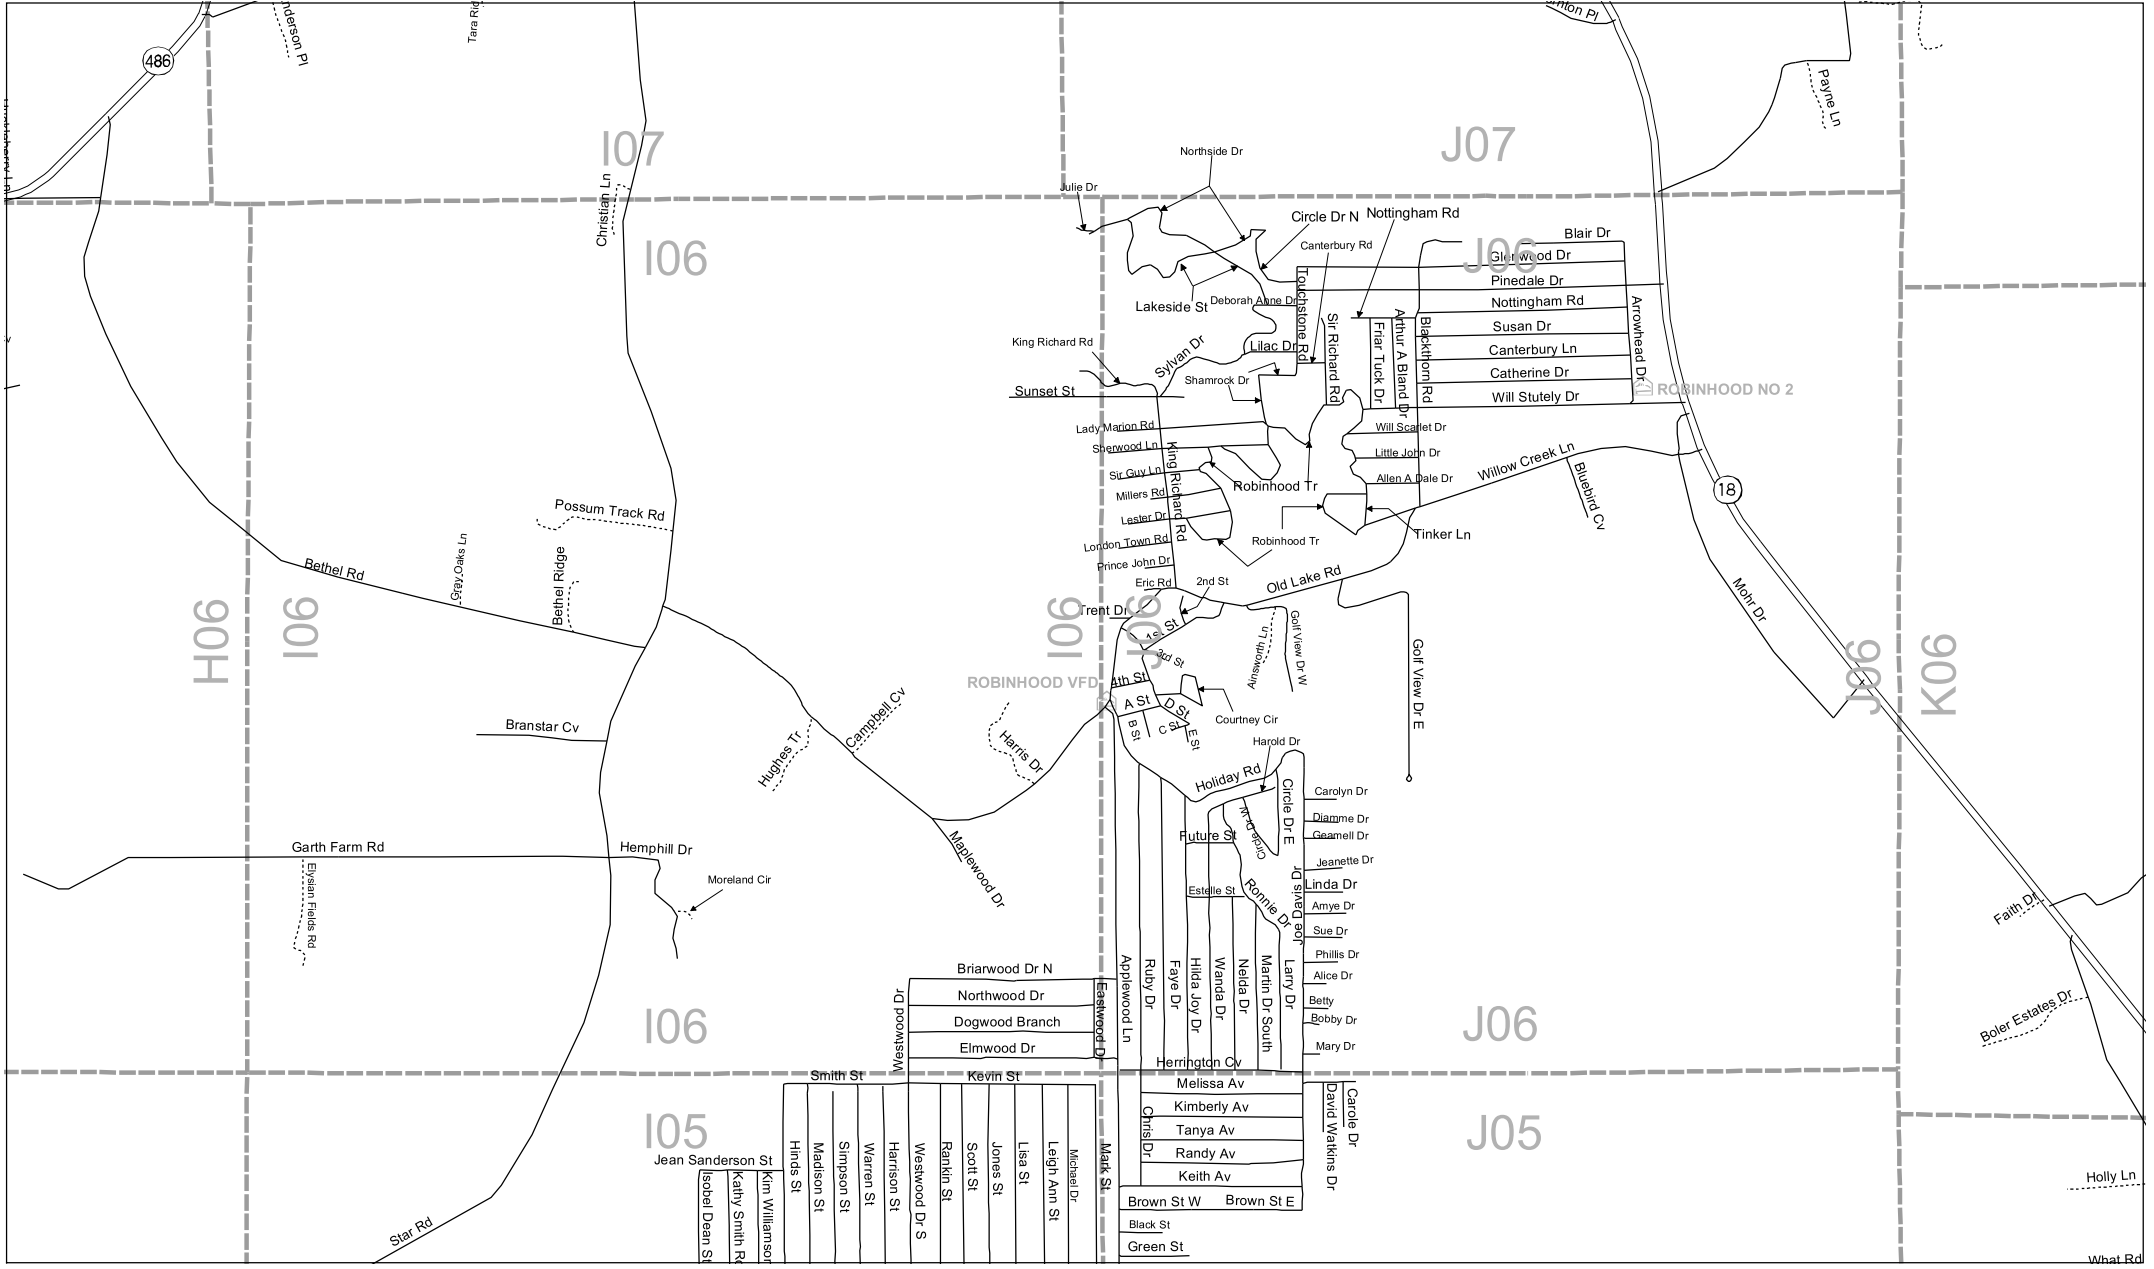 486
Tara Rid
I07
J07
Payne Ln
Northside Dr
Julie Dr
Christian Ln
I06
Circle Dr N
Nottingham Rd
Canterbury Rd
J06
Blair Dr
Glenwood Dr
Pinedale Dr
Lakeside St
Deborah Anne Dr
Touchstone Rd
Nottingham Rd
Arrowhead Dr
Susan Dr
Sir Richard Rd
Friar Tuck Dr
Arthur A Bland Dr
Blackthorn Rd
King Richard Rd
Sylvan Dr
Lilac Dr
Canterbury Ln
Catherine Dr
Shamrock Dr
ROBINHOOD NO 2
Sunset St
Will Stutely Dr
Lady Marion Rd
Will Scarlet Dr
Sherwood Ln
King Richard Rd
Little John Dr
Willow Creek Ln
Sir Guy Ln
Allen A Dale Dr
Bluebird Cv
Robinhood Tr
Millers Rd
18
Possum Track Rd
Lester Dr
Tinker Ln
London Town Rd
Robinhood Tr
Gray Oaks Ln
Bethel Ridge
Bethel Rd
Prince John Dr
Eric Rd
2nd St
Old Lake Rd
Mohr Dr
Trent Dr
H06
I06
I06
J06
1st St
3rd St
Ainsworth Ln
Golf View Dr W
Golf View Dr E
J06
K06
ROBINHOOD VFD
4th St
A St
D St
B St
C St
E St
Courtney Cir
Branstar Cv
Hughes Tr
Campbell Cv
Harris Dr
Harold Dr
Holiday Rd
Circle Dr W
Circle Dr E
Carolyn Dr
Diamme Dr
Geamell Dr
Future St
Garth Farm Rd
Hemphill Dr
Maplewood Dr
Jeanette Dr
Elysian Fields Rd
Moreland Cir
Estelle St
Ronnie Dr
Joe Davis Dr
Linda Dr
Amye Dr
Faith Dr
Sue Dr
Phillis Dr
Briarwood Dr N
Alice Dr
Westwood Dr
Northwood Dr
Eastwood Dr
Applewood Ln
Ruby Dr
Faye Dr
Hilda Joy Dr
Wanda Dr
Nelda Dr
Martin Dr South
Larry Dr
Betty
Bobby Dr
Boler Estates Dr
Dogwood Branch
I06
J06
Elmwood Dr
Mary Dr
Herrington Cv
Smith St
Kevin St
Melissa Av
Kimberly Av
Chris Dr
Tanya Av
David Watkins Dr
Carole Dr
I05
J05
Randy Av
Jean Sanderson St
Keith Av
Holly Ln
Isobel Dean St
Kathy Smith R
Kim Williamson
Hinds St
Madison St
Simpson St
Warren St
Harrison St
Westwood Dr S
Rankin St
Scott St
Jones St
Lisa St
Leigh Ann St
Michael Dr
Mark St
Brown St W
Brown St E
Star Rd
Black St
Green St
What Rd